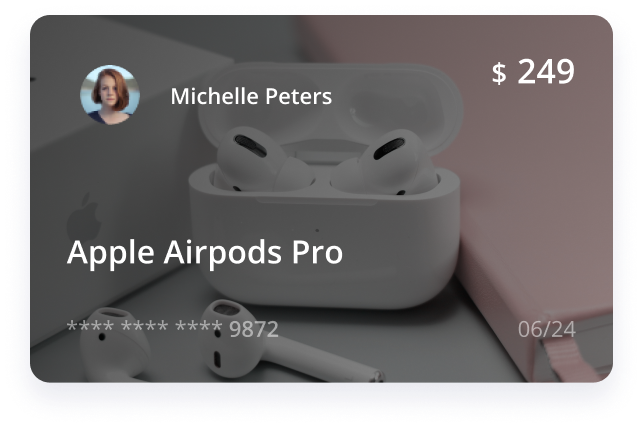 Michelle Peters
$ 249
Apple Airpods Pro
**** **** **** 9872
06/24